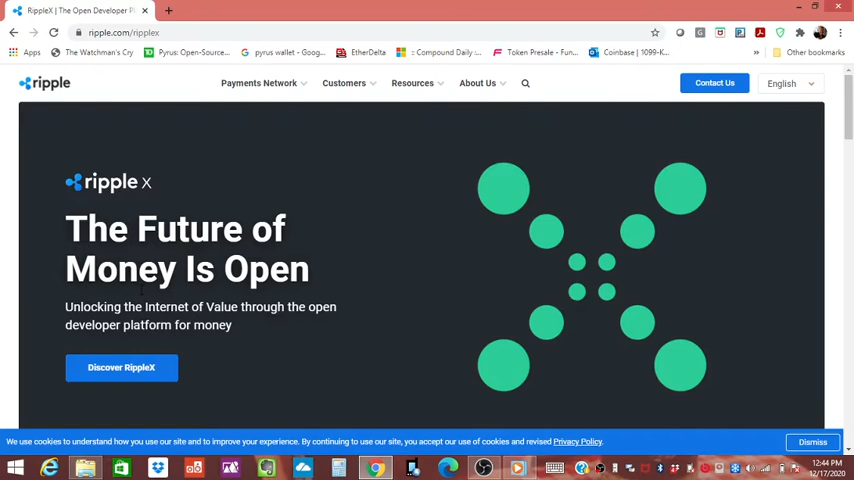 RippleX | The Open Developer Pl
ripple.com/ripplex
Apps The Watchman's Cry Pyrus: Open-Source... pyrus wallet - Goog... EtherDelta :: Compound Daily :... Token Presale - Fun... Coinbase | 1099-K... » Other bookmarks
ripple Payments Network Customers Resources About Us Contact Us English
ripple x
The Future of
Money Is Open
Unlocking the Internet of Value through the open
developer platform for money
Discover RippleX
We use cookies to understand how you use our site and to improve your experience. By continuing to use our site, you accept our use of cookies and revised Privacy Policy. Dismiss
12:44 PM
12/17/2020